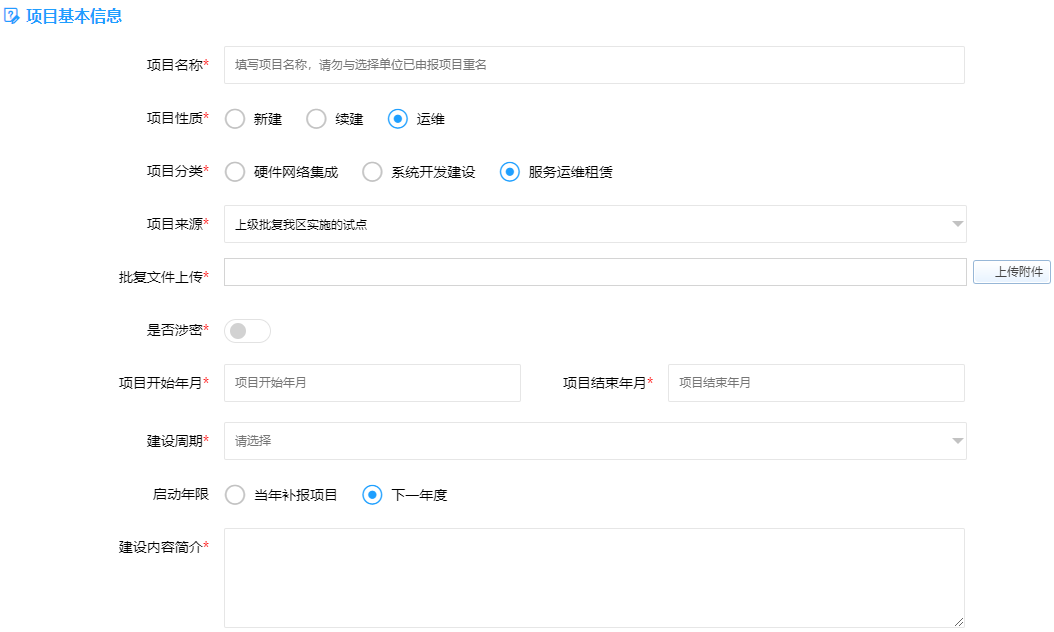 项目基本信息
项目名称* 填写项目名称，请勿与选择单位已申报项目重名
项目性质* 新建 续建 运维
项目分类* 硬件网络集成 系统开发建设 服务运维租赁
项目来源* 上级批复我区实施的试点
批复文件上传* 上传附件
是否涉密*
项目开始年月* 项目开始年月 项目结束年月* 项目结束年月
建设周期* 请选择
启动年限 当年补报项目 下一年度
建设内容简介*